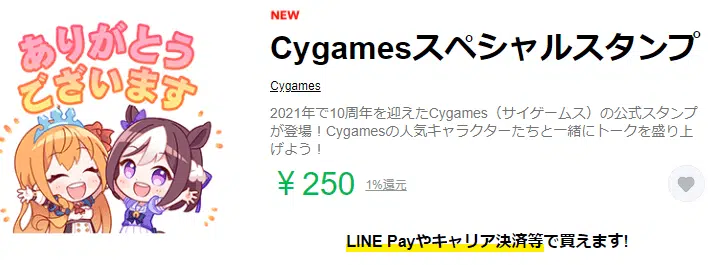 ありがとう
ございます
NEW
Cygamesスペシャルスタンプ
Cygames
2021年で10周年を迎えたCygames（サイゲームス）の公式スタンプ
が登場！Cygamesの人気キャラクターたちと一緒にトークを盛り上
げよう！
￥250 1%還元
LINE Payやキャリア決済等で買えます!